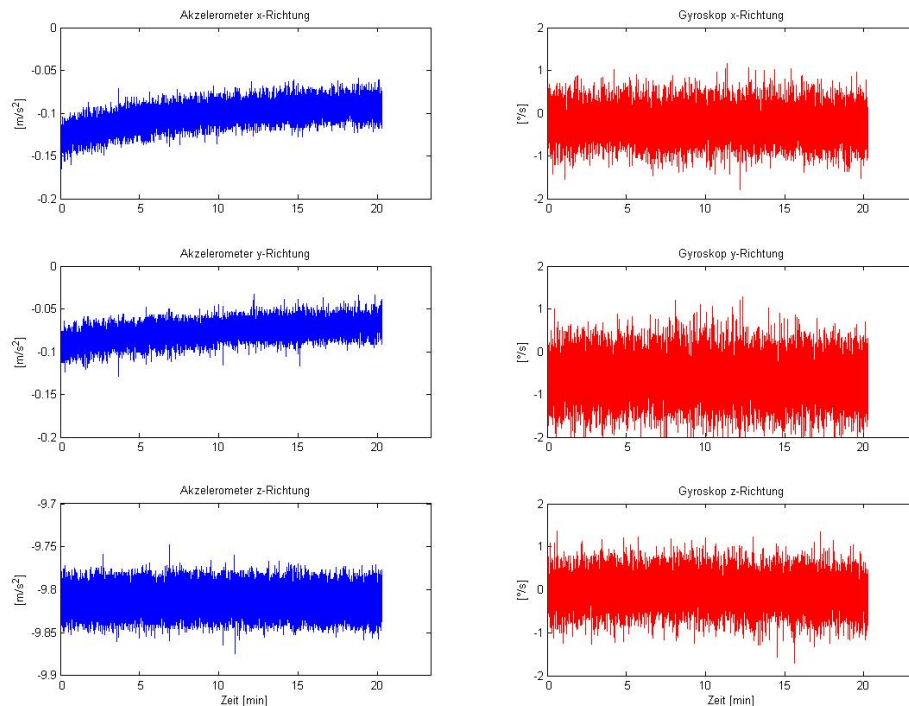 Akzelerometer x-Richtung
0
-0.05
-0.1
-0.15
-0.2
[m/s²]
0 5 10 15 20
Gyroskop x-Richtung
2
1
0
-1
-2
[°/s]
0 5 10 15 20
Akzelerometer y-Richtung
0
-0.05
-0.1
-0.15
-0.2
[m/s²]
0 5 10 15 20
Gyroskop y-Richtung
2
1
0
-1
-2
[°/s]
0 5 10 15 20
Akzelerometer z-Richtung
-9.7
-9.75
-9.8
-9.85
-9.9
[m/s²]
0 5 10 15 20
Zeit [min]
Gyroskop z-Richtung
2
1
0
-1
-2
[°/s]
0 5 10 15 20
Zeit [min]